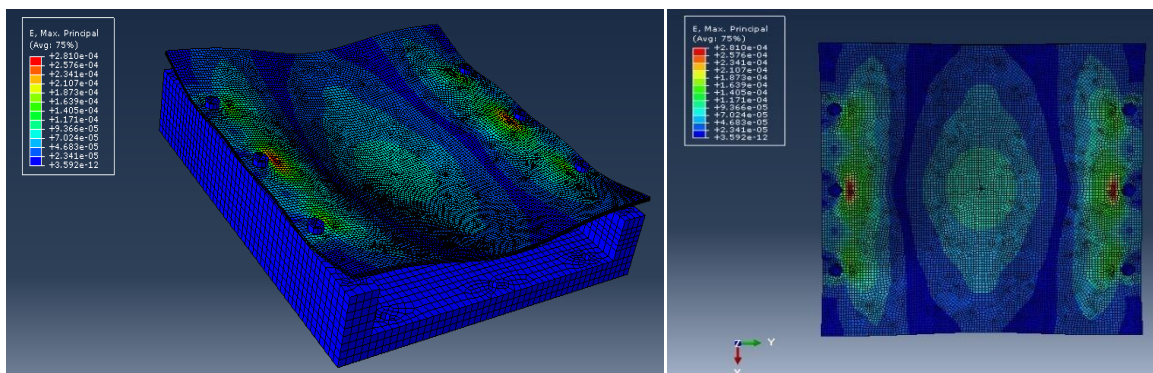 E, Max. Principal
(Avg: 75%)
+2.810e-04
+2.576e-04
+2.341e-04
+2.107e-04
+1.873e-04
+1.639e-04
+1.405e-04
+1.171e-04
+9.366e-05
+7.024e-05
+4.683e-05
+2.341e-05
+3.592e-12
E, Max. Principal
(Avg: 75%)
+2.810e-04
+2.576e-04
+2.341e-04
+2.107e-04
+1.873e-04
+1.639e-04
+1.405e-04
+1.171e-04
+9.366e-05
+7.024e-05
+4.683e-05
+2.341e-05
+3.592e-12
Z Y
X